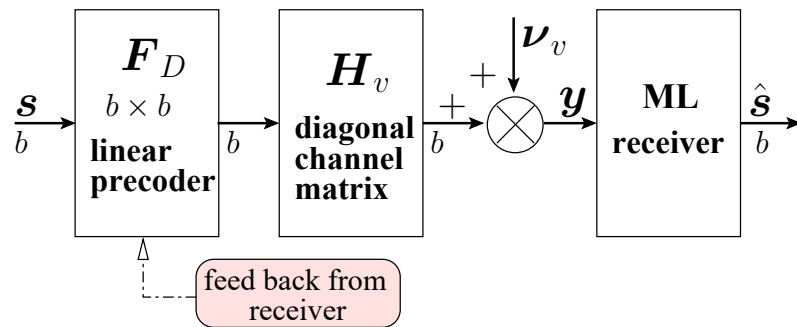 s
b
F_D
b × b
linear
precoder
b
H_v
diagonal
channel
matrix
+
b
+
ν_v
y
ML
receiver
ŝ
b
feed back from
receiver